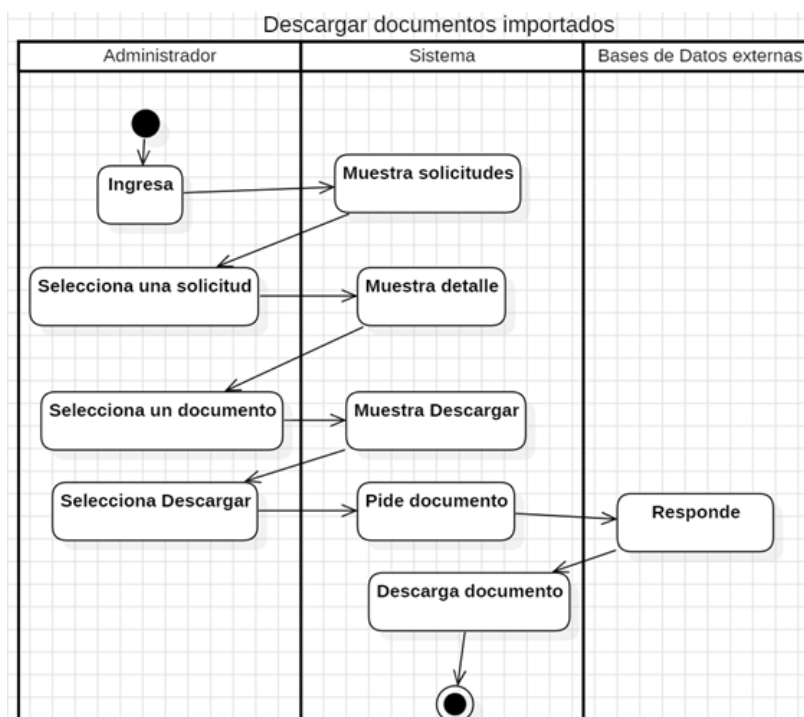 Descargar documentos importados
Administrador
Sistema
Bases de Datos externas
Ingresa
Muestra solicitudes
Selecciona una solicitud
Muestra detalle
Selecciona un documento
Muestra Descargar
Selecciona Descargar
Pide documento
Responde
Descarga documento